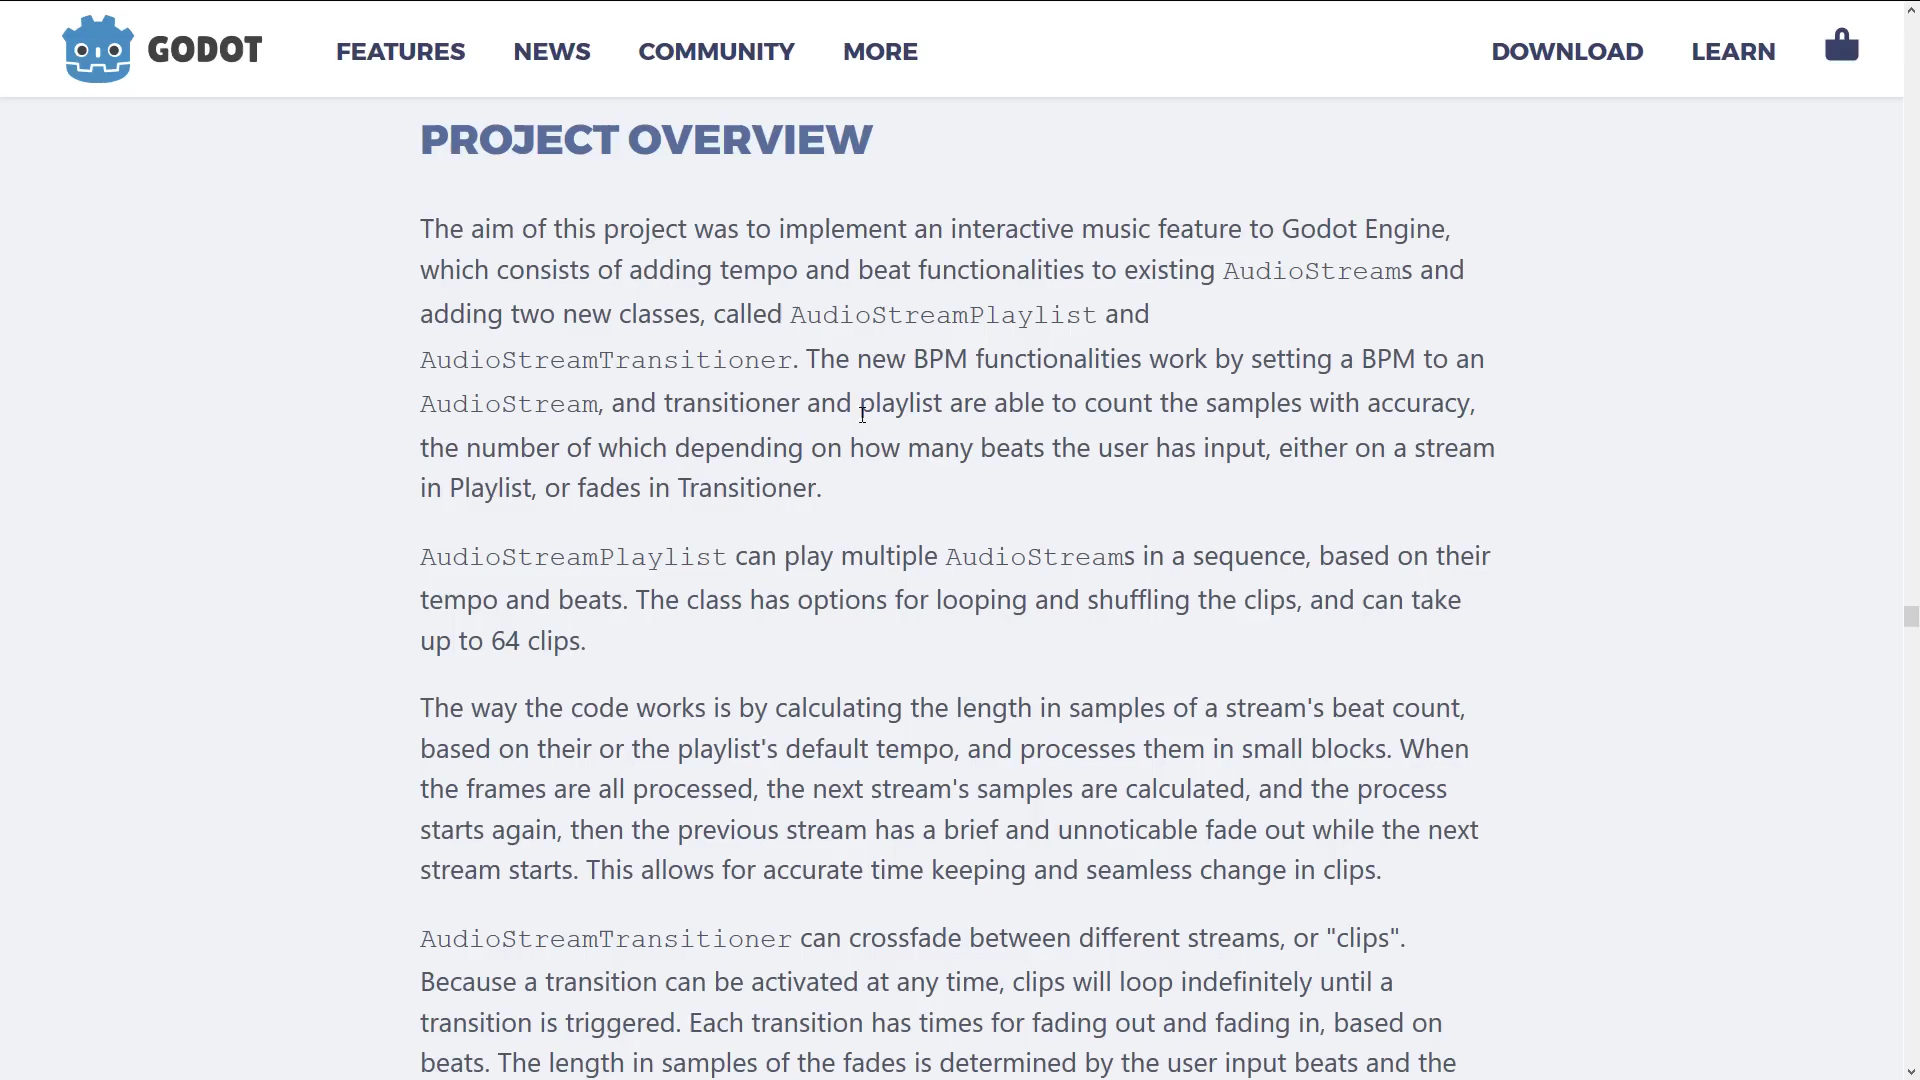 GODOT FEATURES NEWS COMMUNITY MORE DOWNLOAD LEARN
PROJECT OVERVIEW
The aim of this project was to implement an interactive music feature to Godot Engine,
which consists of adding tempo and beat functionalities to existing AudioStreams and
adding two new classes, called AudioStreamPlaylist and
AudioStreamTransitioner. The new BPM functionalities work by setting a BPM to an
AudioStream, and transitioner and playlist are able to count the samples with accuracy,
the number of which depending on how many beats the user has input, either on a stream
in Playlist, or fades in Transitioner.
AudioStreamPlaylist can play multiple AudioStreams in a sequence, based on their
tempo and beats. The class has options for looping and shuffling the clips, and can take
up to 64 clips.
The way the code works is by calculating the length in samples of a stream's beat count,
based on their or the playlist's default tempo, and processes them in small blocks. When
the frames are all processed, the next stream's samples are calculated, and the process
starts again, then the previous stream has a brief and unnoticable fade out while the next
stream starts. This allows for accurate time keeping and seamless change in clips.
AudioStreamTransitioner can crossfade between different streams, or "clips".
Because a transition can be activated at any time, clips will loop indefinitely until a
transition is triggered. Each transition has times for fading out and fading in, based on
beats. The length in samples of the fades is determined by the user input beats and the